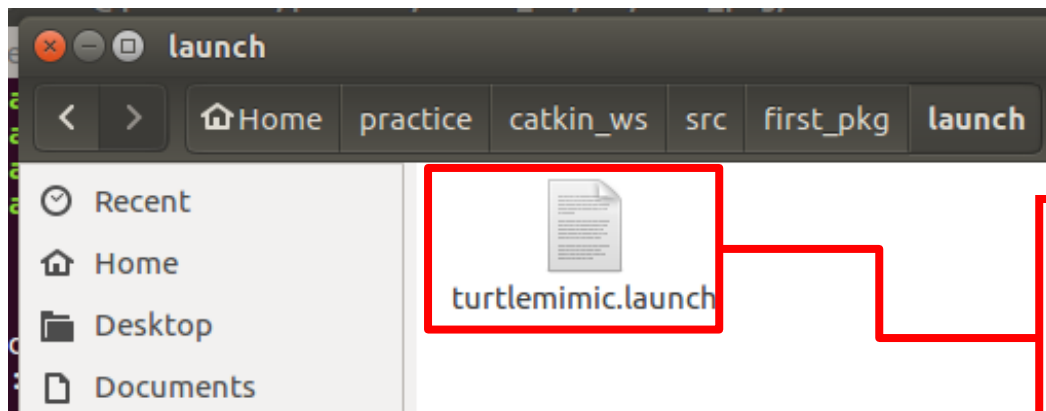 launch
Home practice catkin_ws src first_pkg launch
Recent
Home
Desktop
Documents
turtlemimic.launch